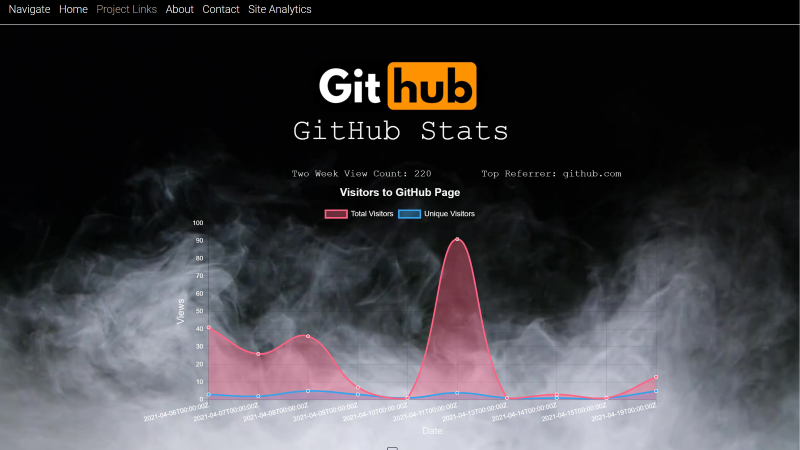 Navigate Home Project Links About Contact Site Analytics
Git hub
GitHub Stats
Two Week View Count: 220 Top Referrer: github.com
Visitors to GitHub Page
Total Visitors Unique Visitors
100
90
80
70
60
50
40
30
20
10
0
Views
2021-04-06T00:00:00Z
2021-04-07T00:00:00Z
2021-04-08T00:00:00Z
2021-04-09T00:00:00Z
2021-04-10T00:00:00Z
2021-04-11T00:00:00Z
2021-04-13T00:00:00Z
2021-04-14T00:00:00Z
2021-04-15T00:00:00Z
2021-04-19T00:00:00Z
Date